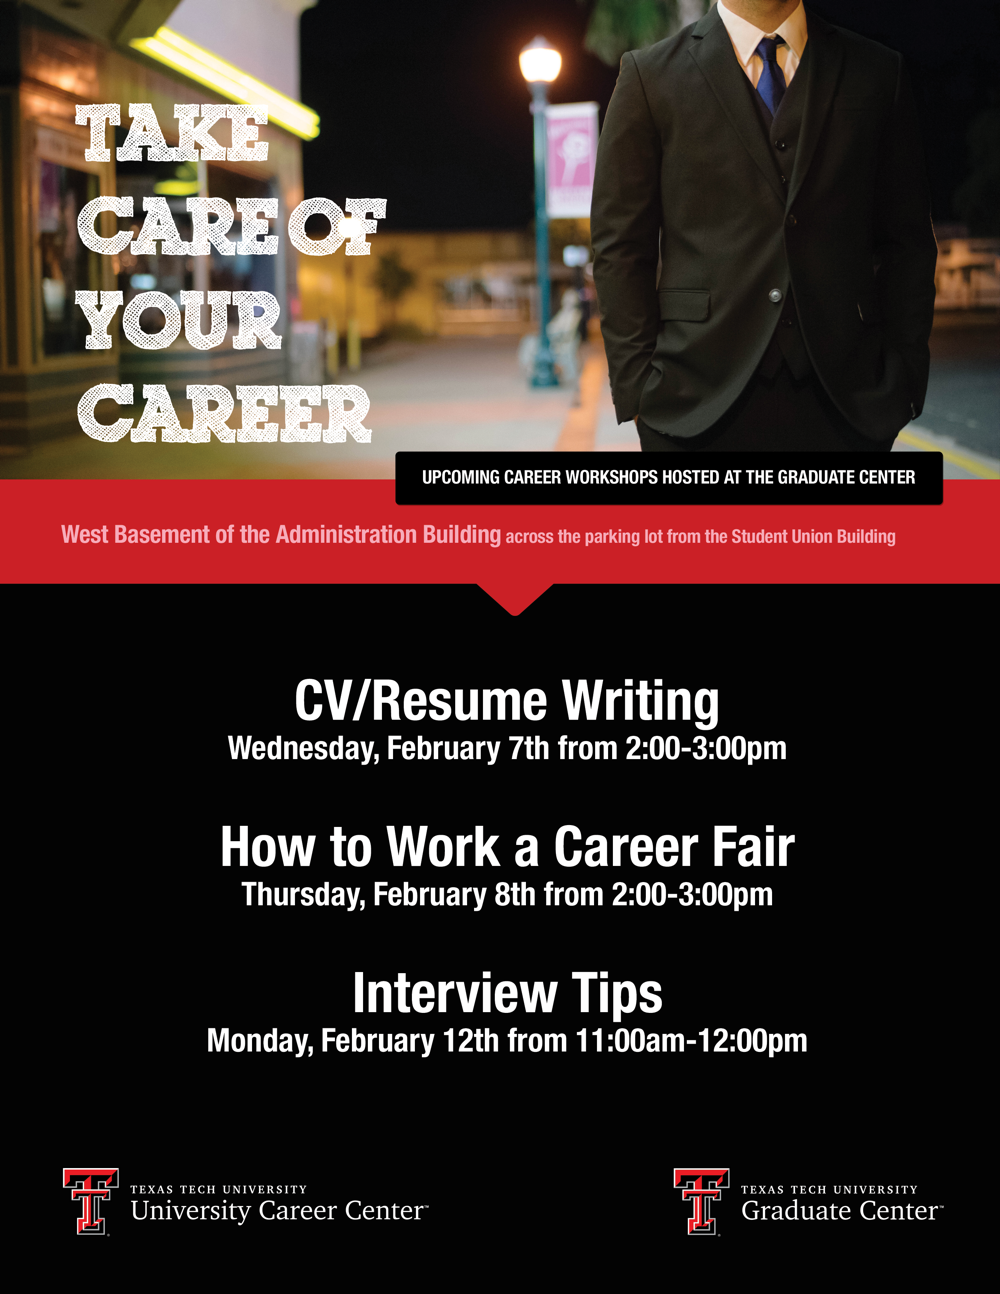 TAKE
CARE OF
YOUR
CAREER
UPCOMING CAREER WORKSHOPS HOSTED AT THE GRADUATE CENTER
West Basement of the Administration Building across the parking lot from the Student Union Building
CV/Resume Writing
Wednesday, February 7th from 2:00-3:00pm
How to Work a Career Fair
Thursday, February 8th from 2:00-3:00pm
Interview Tips
Monday, February 12th from 11:00am-12:00pm
TEXAS TECH UNIVERSITY
University Career Center™
TEXAS TECH UNIVERSITY
Graduate Center™